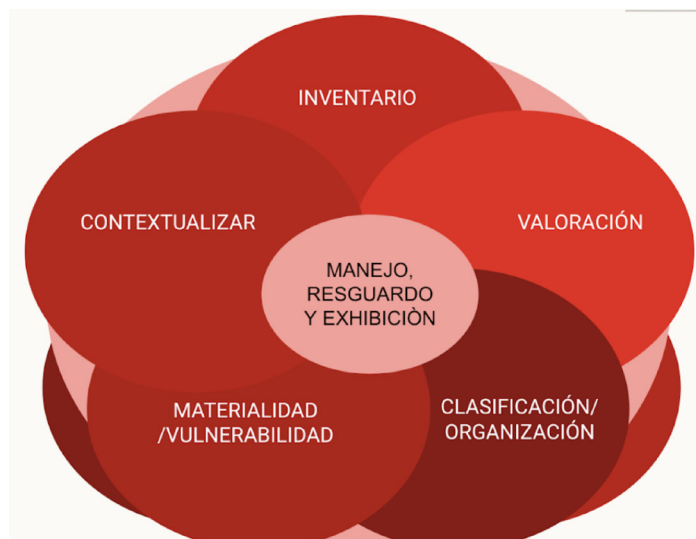 INVENTARIO
CONTEXTUALIZAR
VALORACIÓN
MANEJO,
RESGUARDO
Y EXHIBICIÒN
MATERIALIDAD
/VULNERABILIDAD
CLASIFICACIÓN/
ORGANIZACIÓN